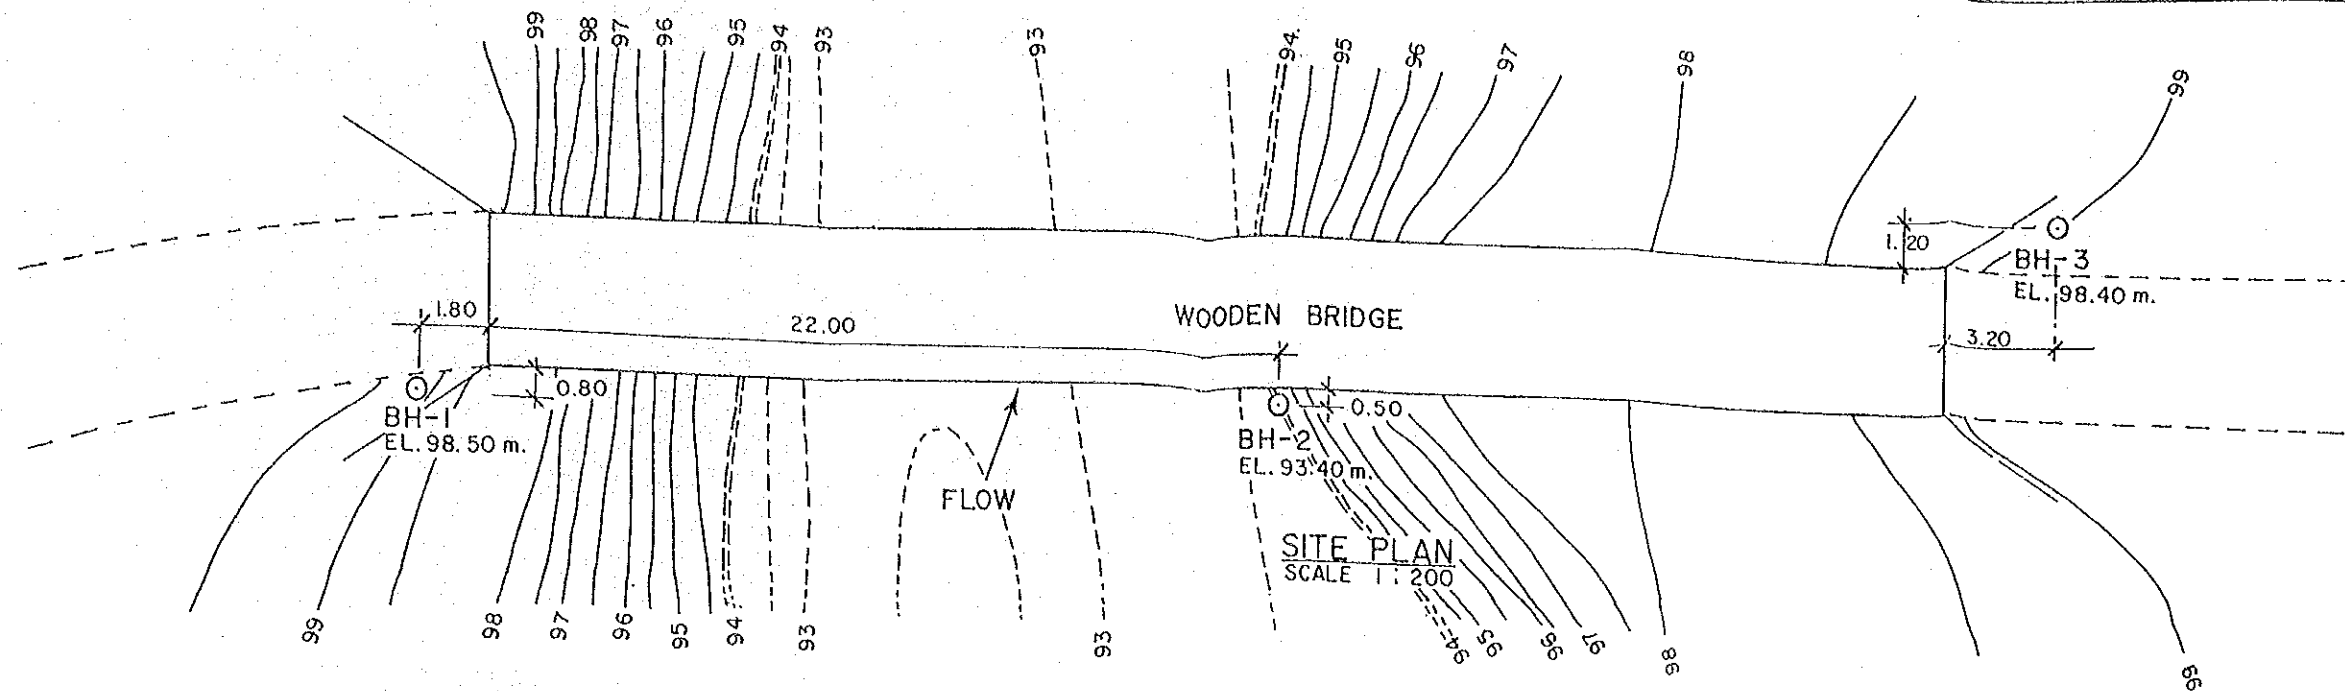 99 98 97 96 95 94 93 93 94. 95 96 97 98 99
1.20
BH-3
EL. 98.40 m.
1.80
22.00
WOODEN BRIDGE
3.20
0.80
BH-1
EL. 98.50 m.
0.50
BH-2
EL. 93.40 m.
FLOW
SITE PLAN
SCALE 1 : 200
99 98 97 96 95 94 93 93 94 95 96 97 98 99